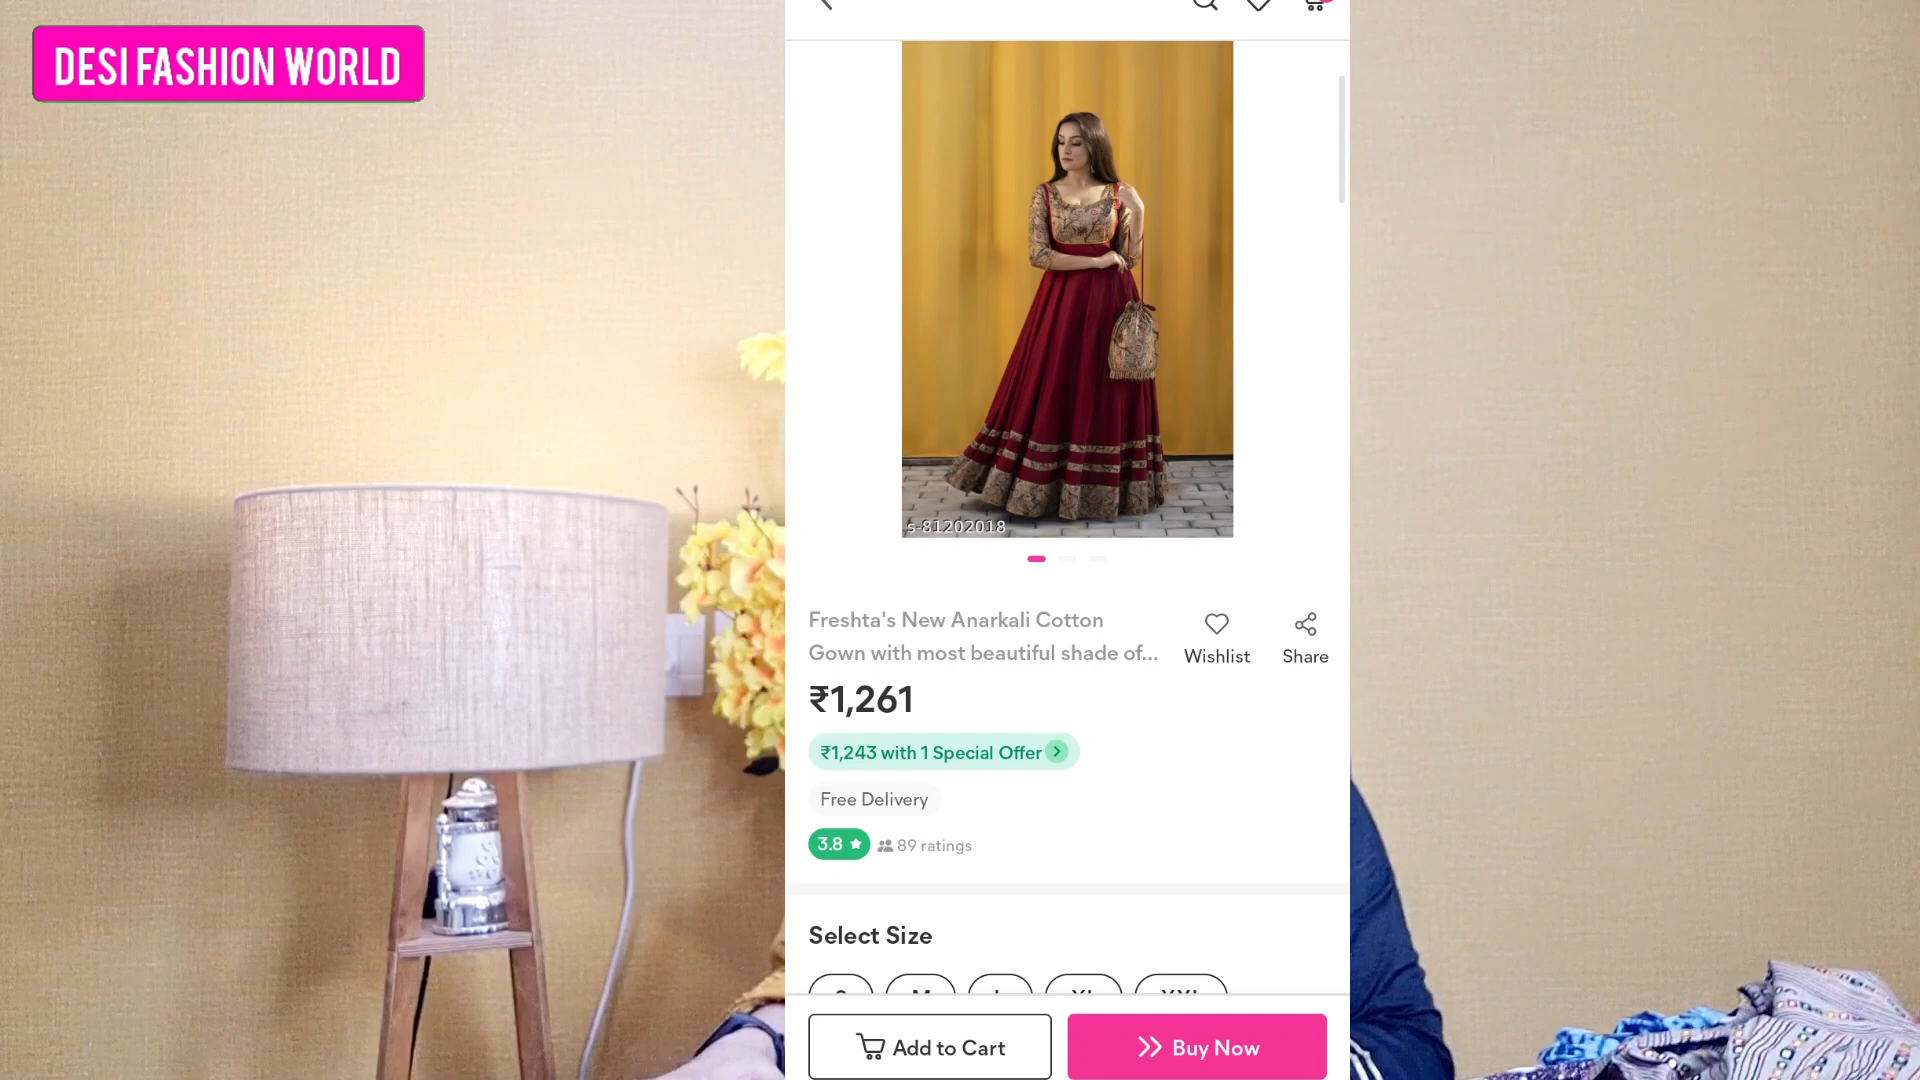 DESI FASHION WORLD
s-81202018
Freshta's New Anarkali Cotton
Gown with most beautiful shade of...
Wishlist
Share
₹1,261
₹1,243 with 1 Special Offer
Free Delivery
3.8
89 ratings
Select Size
Add to Cart
Buy Now